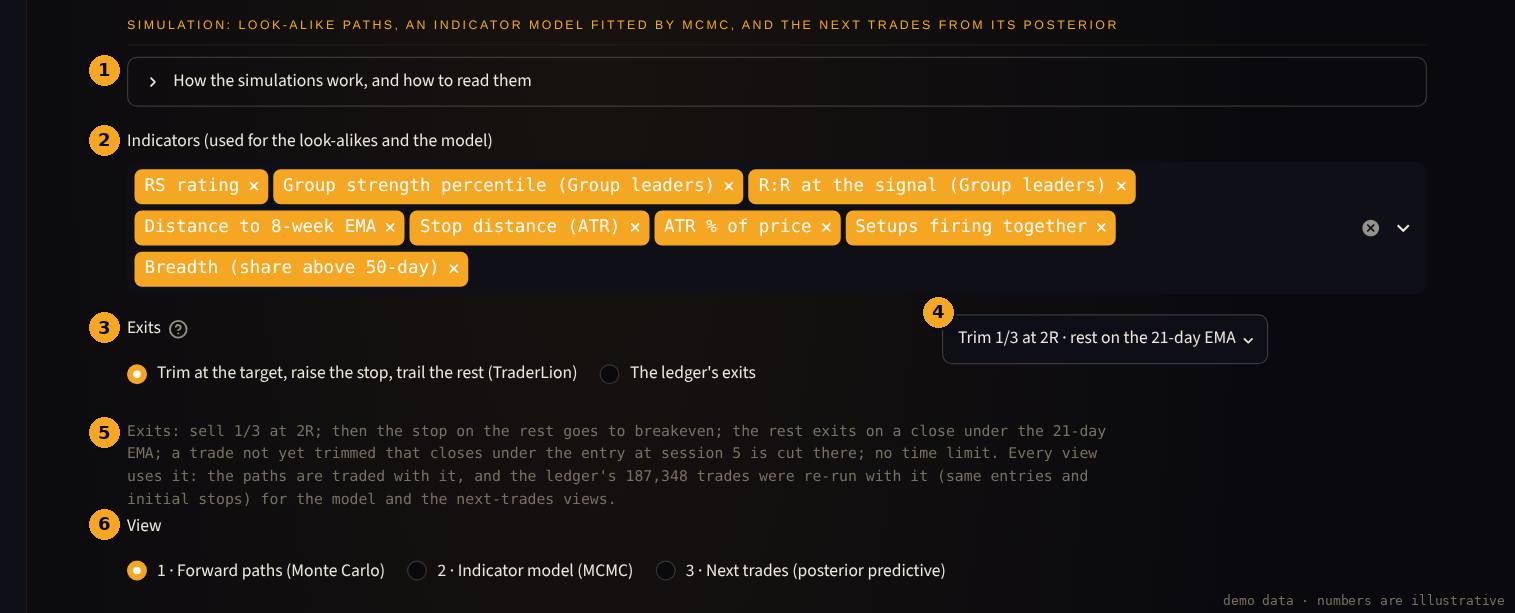 SIMULATION: LOOK-ALIKE PATHS, AN INDICATOR MODEL FITTED BY MCMC, AND THE NEXT TRADES FROM ITS POSTERIOR
1 How the simulations work, and how to read them
2 Indicators (used for the look-alikes and the model)
RS rating × Group strength percentile (Group leaders) × R:R at the signal (Group leaders) ×
Distance to 8-week EMA × Stop distance (ATR) × ATR % of price × Setups firing together ×
Breadth (share above 50-day) ×
3 Exits ?
4 Trim 1/3 at 2R · rest on the 21-day EMA
Trim at the target, raise the stop, trail the rest (TraderLion) The ledger's exits
5 Exits: sell 1/3 at 2R; then the stop on the rest goes to breakeven; the rest exits on a close under the 21-day
EMA; a trade not yet trimmed that closes under the entry at session 5 is cut there; no time limit. Every view
uses it: the paths are traded with it, and the ledger's 187,348 trades were re-run with it (same entries and
initial stops) for the model and the next-trades views.
6 View
1 · Forward paths (Monte Carlo) 2 · Indicator model (MCMC) 3 · Next trades (posterior predictive)
demo data · numbers are illustrative